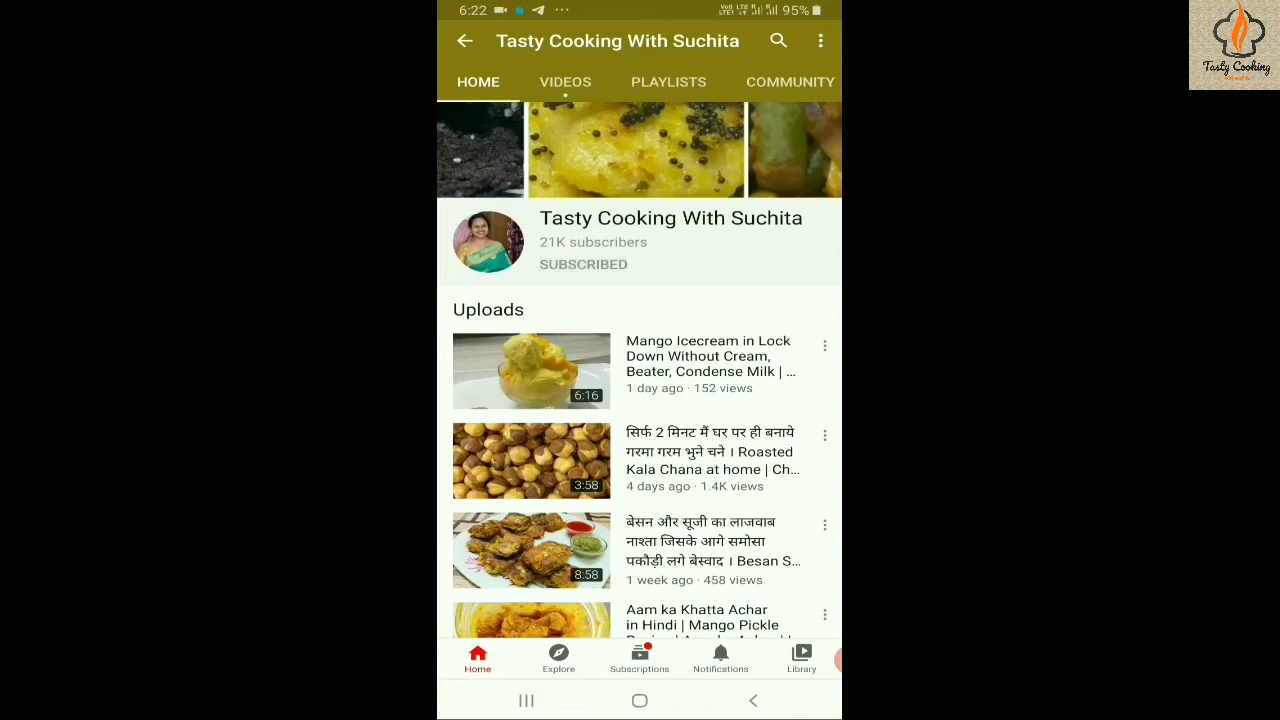 6:22
95%
Tasty Cooking With Suchita
HOME VIDEOS PLAYLISTS COMMUNITY
Tasty Cooking With Suchita
21K subscribers
SUBSCRIBED
Uploads
Mango Icecream in Lock
Down Without Cream,
Beater, Condense Milk | ...
1 day ago · 152 views
6:16
सिर्फ 2 मिनट मैं घर पर ही बनाये
गरमा गरम भुने चने । Roasted
Kala Chana at home | Ch...
4 days ago · 1.4K views
3:58
बेसन और सूजी का लाजवाब
नाश्ता जिसके आगे समोसा
पकौड़ी लगे बेस्वाद । Besan S...
1 week ago · 458 views
8:58
Aam ka Khatta Achar
in Hindi | Mango Pickle
Home Explore Subscriptions Notifications Library
Tasty Cooking